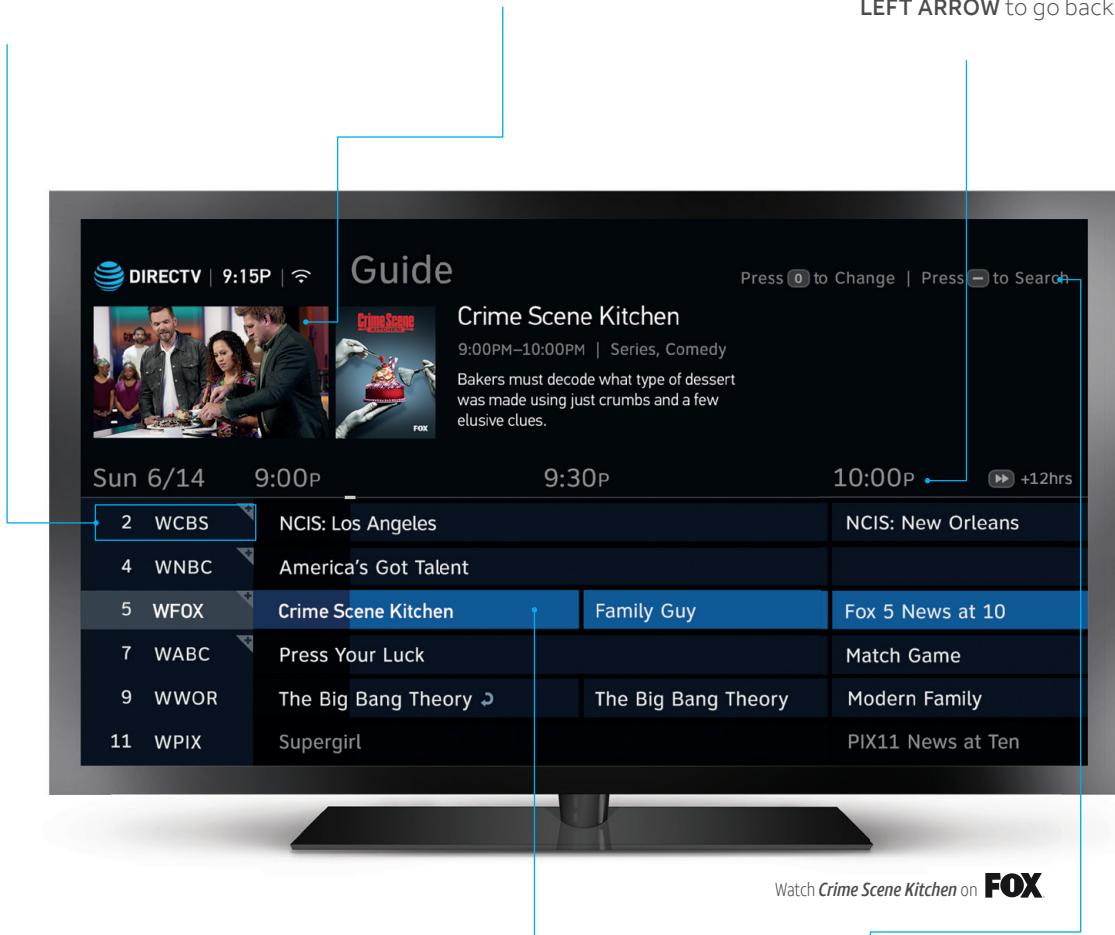 LEFT ARROW to go back
DIRECTV | 9:15P |
Guide
Press 0 to Change | Press – to Search
Crime Scene
KITCHEN
FOX
Crime Scene Kitchen
9:00PM–10:00PM | Series, Comedy
Bakers must decode what type of dessert
was made using just crumbs and a few
elusive clues.
Sun 6/14 9:00P 9:30P 10:00P +12hrs
2 WCBS NCIS: Los Angeles NCIS: New Orleans
4 WNBC America's Got Talent
5 WFOX Crime Scene Kitchen Family Guy Fox 5 News at 10
7 WABC Press Your Luck Match Game
9 WWOR The Big Bang Theory The Big Bang Theory Modern Family
11 WPIX Supergirl PIX11 News at Ten
Watch Crime Scene Kitchen on FOX